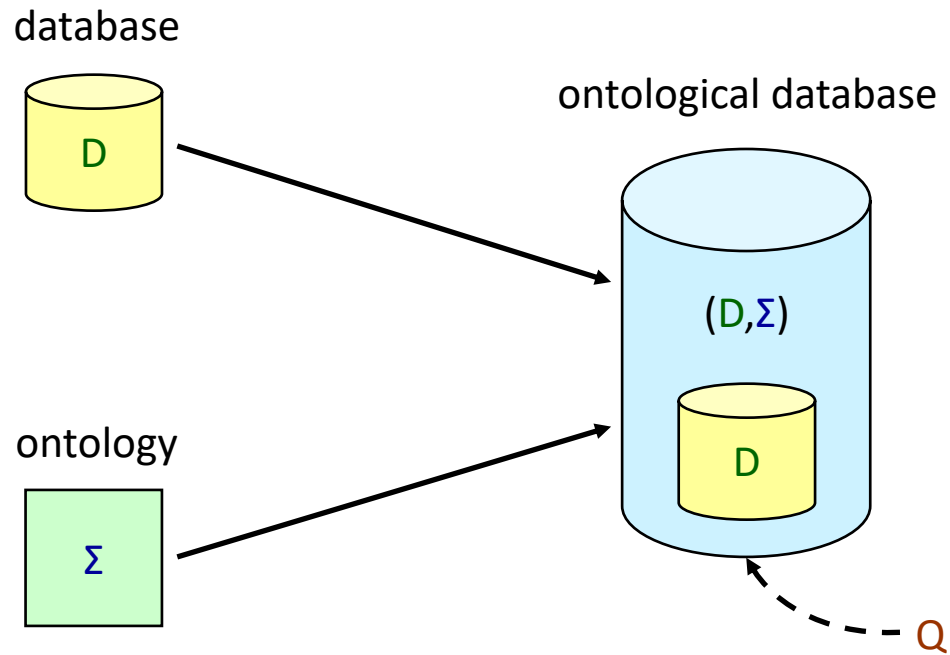 database
D
ontology
Σ
ontological database
(D,Σ)
D
Q